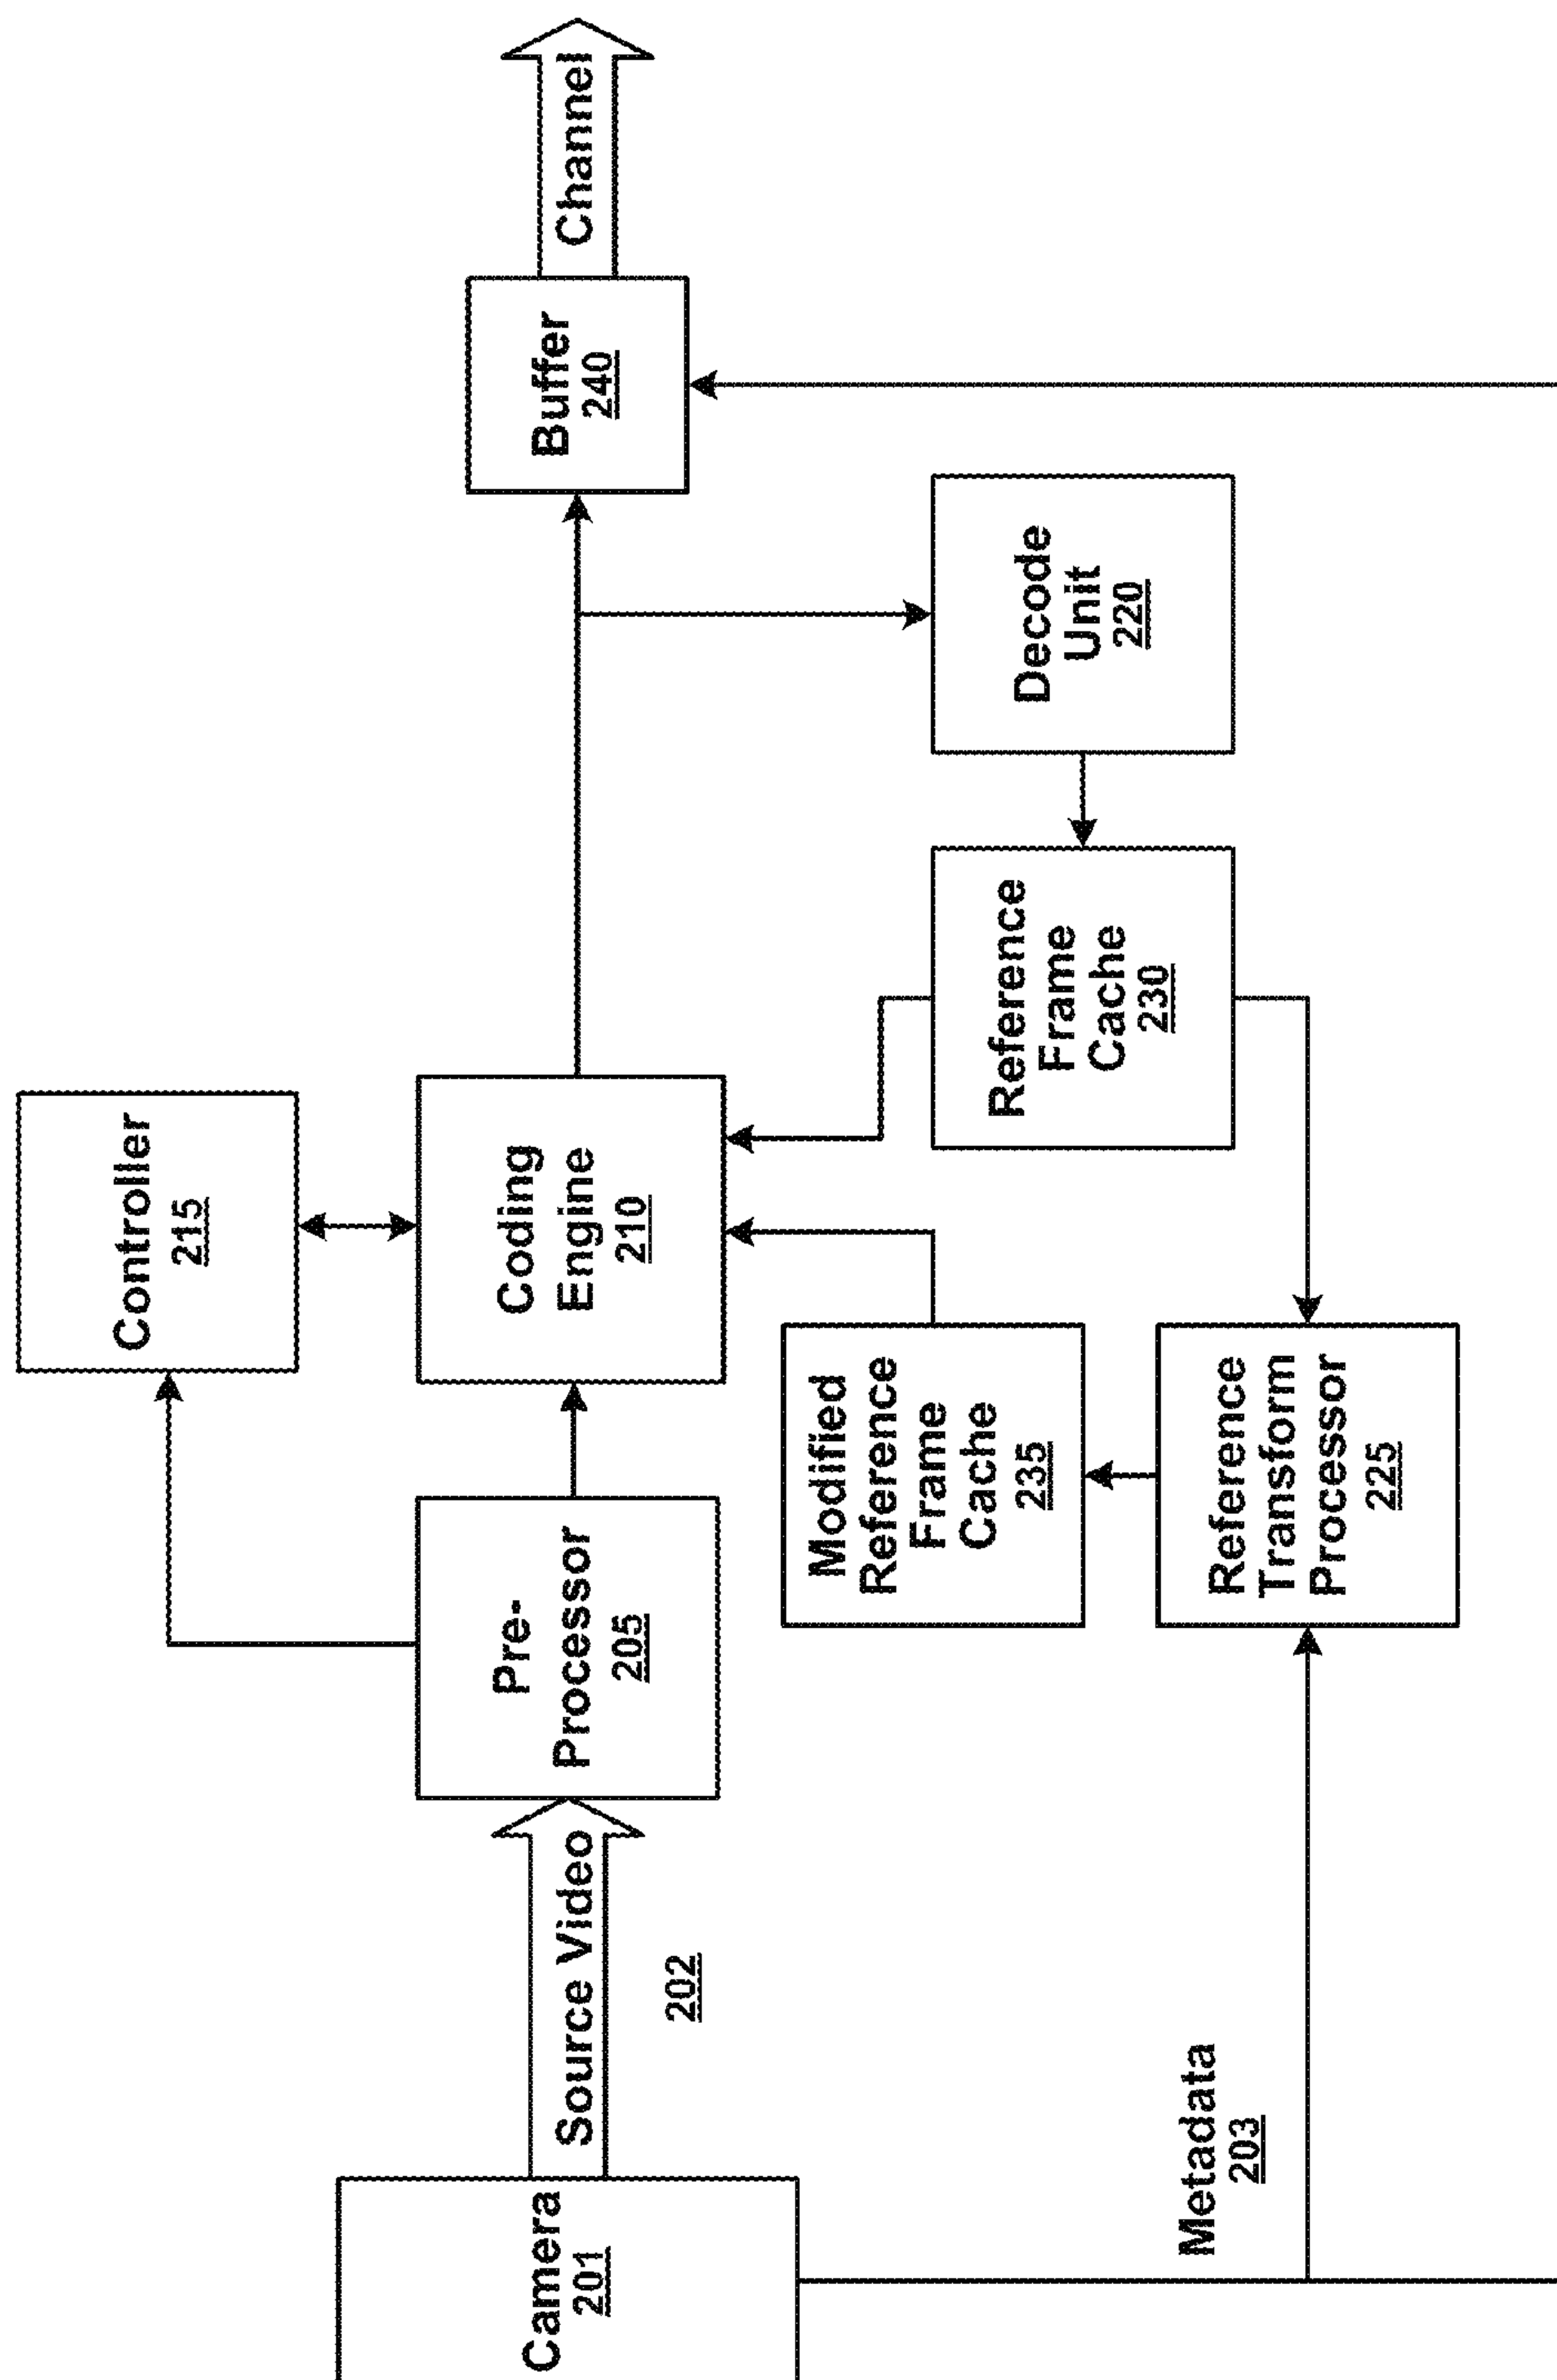 Camera
201
Source Video
202
Metadata
203
Pre-
Processor
205
Controller
215
Coding
Engine
210
Modified
Reference
Frame
Cache
235
Reference
Transform
Processor
225
Reference
Frame
Cache
230
Decode
Unit
220
Buffer
240
Channel